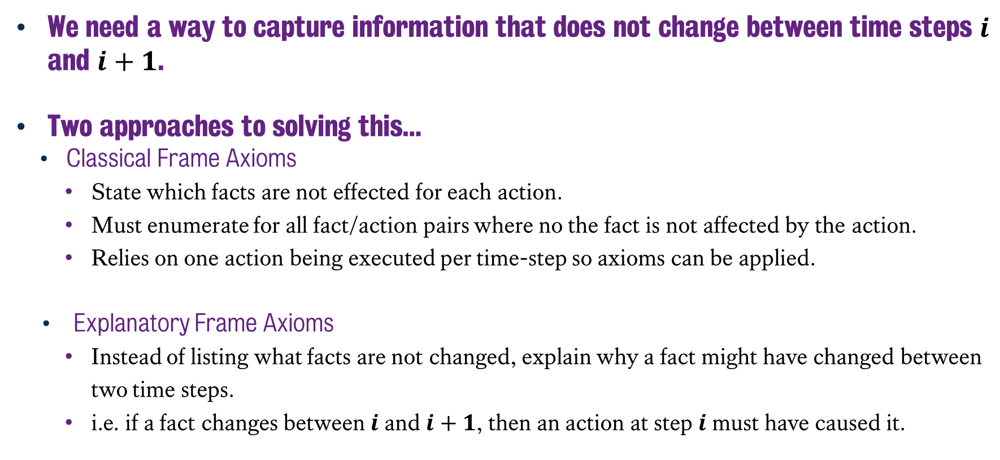 • We need a way to capture information that does not change between time steps i
and i + 1.
• Two approaches to solving this...
• Classical Frame Axioms
• State which facts are not effected for each action.
• Must enumerate for all fact/action pairs where no the fact is not affected by the action.
• Relies on one action being executed per time-step so axioms can be applied.
• Explanatory Frame Axioms
• Instead of listing what facts are not changed, explain why a fact might have changed between
two time steps.
• i.e. if a fact changes between i and i + 1, then an action at step i must have caused it.